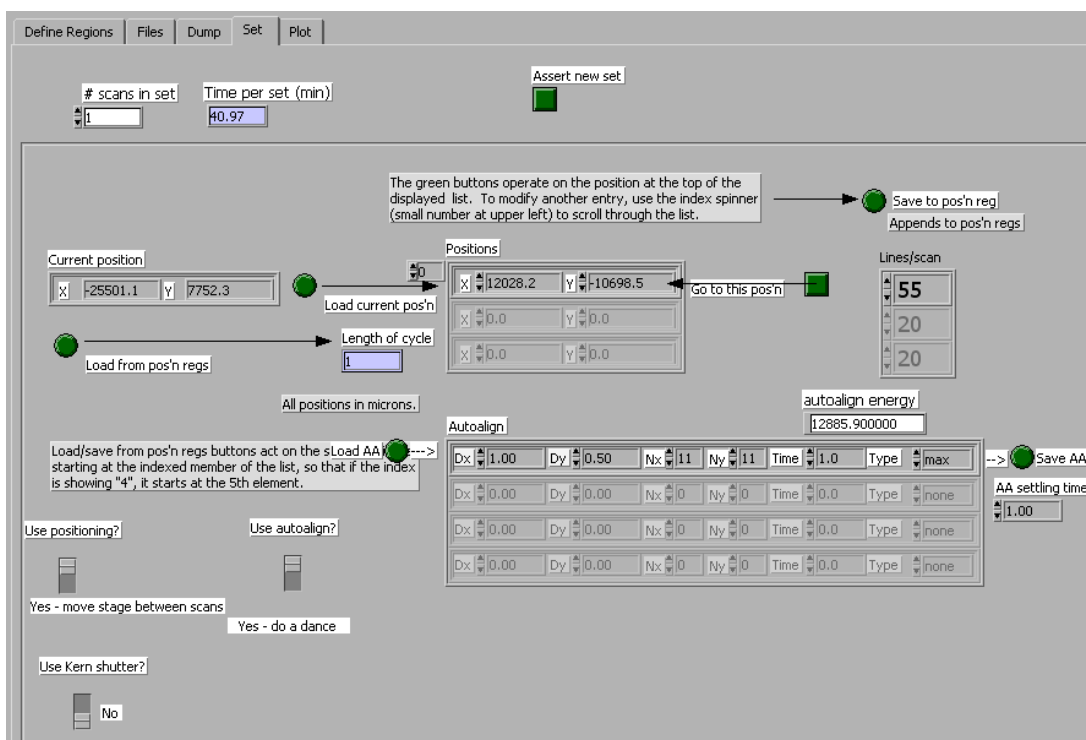 Define Regions Files Dump Set Plot
Assert new set
# scans in set Time per set (min)
1 40.97
The green buttons operate on the position at the top of the
displayed list. To modify another entry, use the index spinner
(small number at upper left) to scroll through the list.
Save to pos'n reg
Appends to pos'n regs
Current position
X -25501.1 Y 7752.3
Load current pos'n
0
Positions
X 12028.2 Y -10698.5
X 0.0 Y 0.0
X 0.0 Y 0.0
Go to this pos'n
Lines/scan
55
20
20
Load from pos'n regs
Length of cycle
1
All positions in microns.
autoalign energy
12885.900000
Load/save from pos'n regs buttons act on the s
starting at the indexed member of the list, so that if the index
is showing "4", it starts at the 5th element.
Load AA
--->
Autoalign
Dx 1.00 Dy 0.50 Nx 11 Ny 11 Time 1.0 Type max
Dx 0.00 Dy 0.00 Nx 0 Ny 0 Time 0.0 Type none
Dx 0.00 Dy 0.00 Nx 0 Ny 0 Time 0.0 Type none
Dx 0.00 Dy 0.00 Nx 0 Ny 0 Time 0.0 Type none
--> Save AA
AA settling time
1.00
Use positioning?
Yes - move stage between scans
Use autoalign?
Yes - do a dance
Use Kern shutter?
No